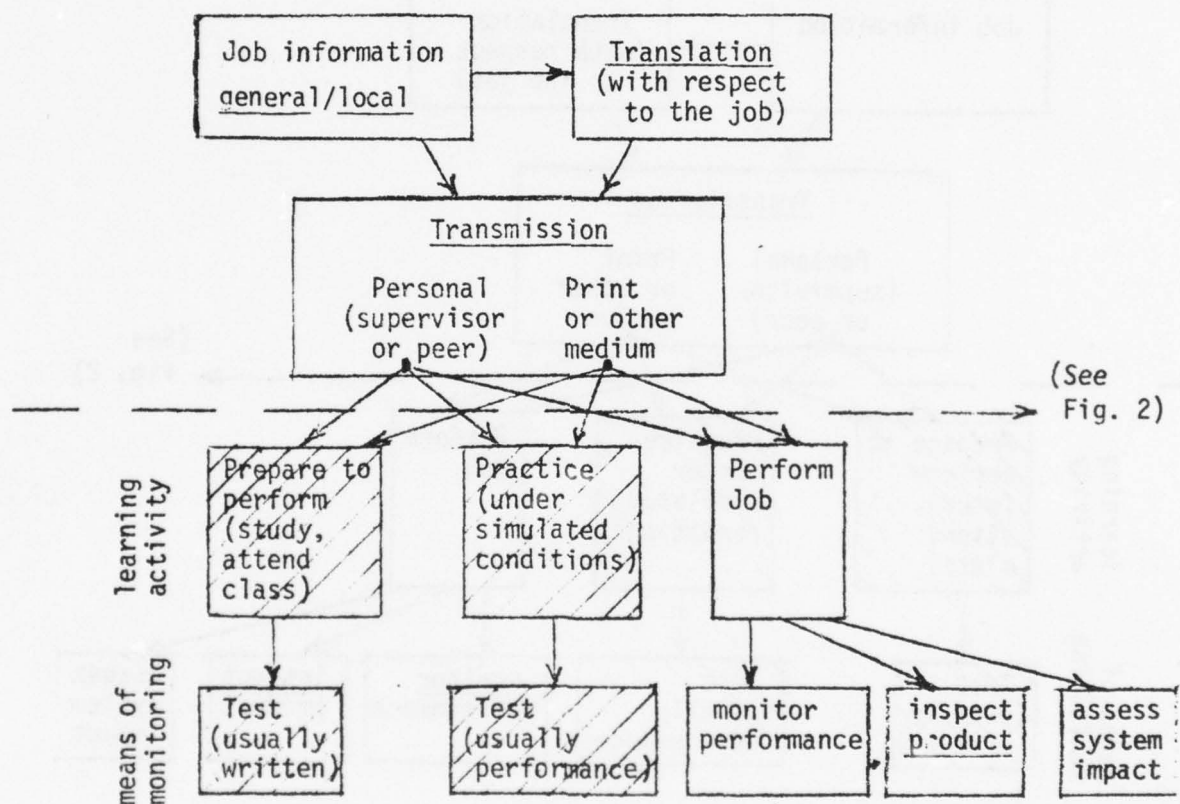 Job information
general/local
Translation
(with respect
to the job)
Transmission
Personal
(supervisor
or peer)
Print
or other
medium
(See
Fig. 2)
learning
activity
Prepare to
perform
(study,
attend
class)
Practice
(under
simulated
conditions)
Perform
Job
means of
monitoring
Test
(usually
written)
Test
(usually
performance)
monitor
performance
inspect
product
assess
system
impact